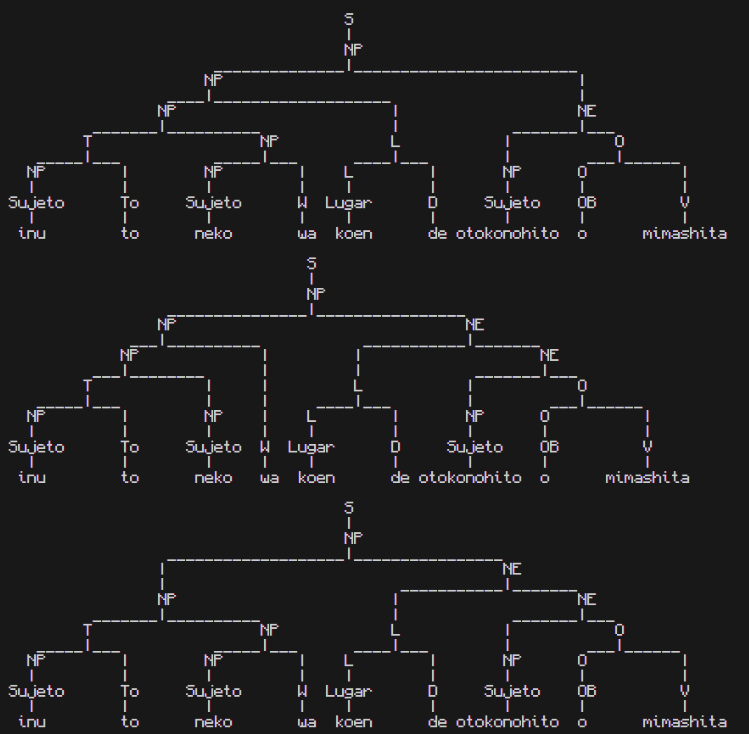 S
NP
NP
NP NE
T NP L O
NP NP L NP O
Sujeto To Sujeto W Lugar D Sujeto OB V
inu to neko wa koen de otokonohito o mimashita
S
NP
NP NE
NP NE
T L O
NP NP L NP O
Sujeto To Sujeto W Lugar D Sujeto OB V
inu to neko wa koen de otokonohito o mimashita
S
NP
NE
NP NE
T NP L O
NP NP L NP O
Sujeto To Sujeto W Lugar D Sujeto OB V
inu to neko wa koen de otokonohito o mimashita